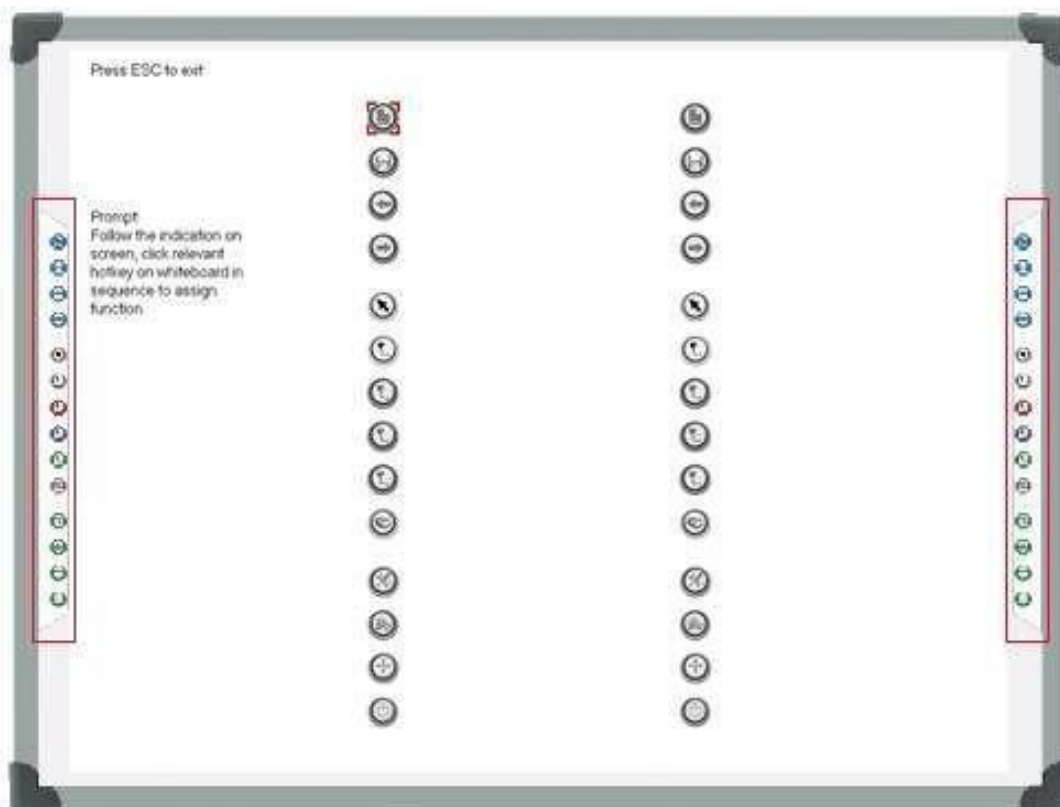 Press ESC to exit
Prompt
Follow the indication on
screen, click relevant
hotkey on whiteboard in
sequence to assign
function